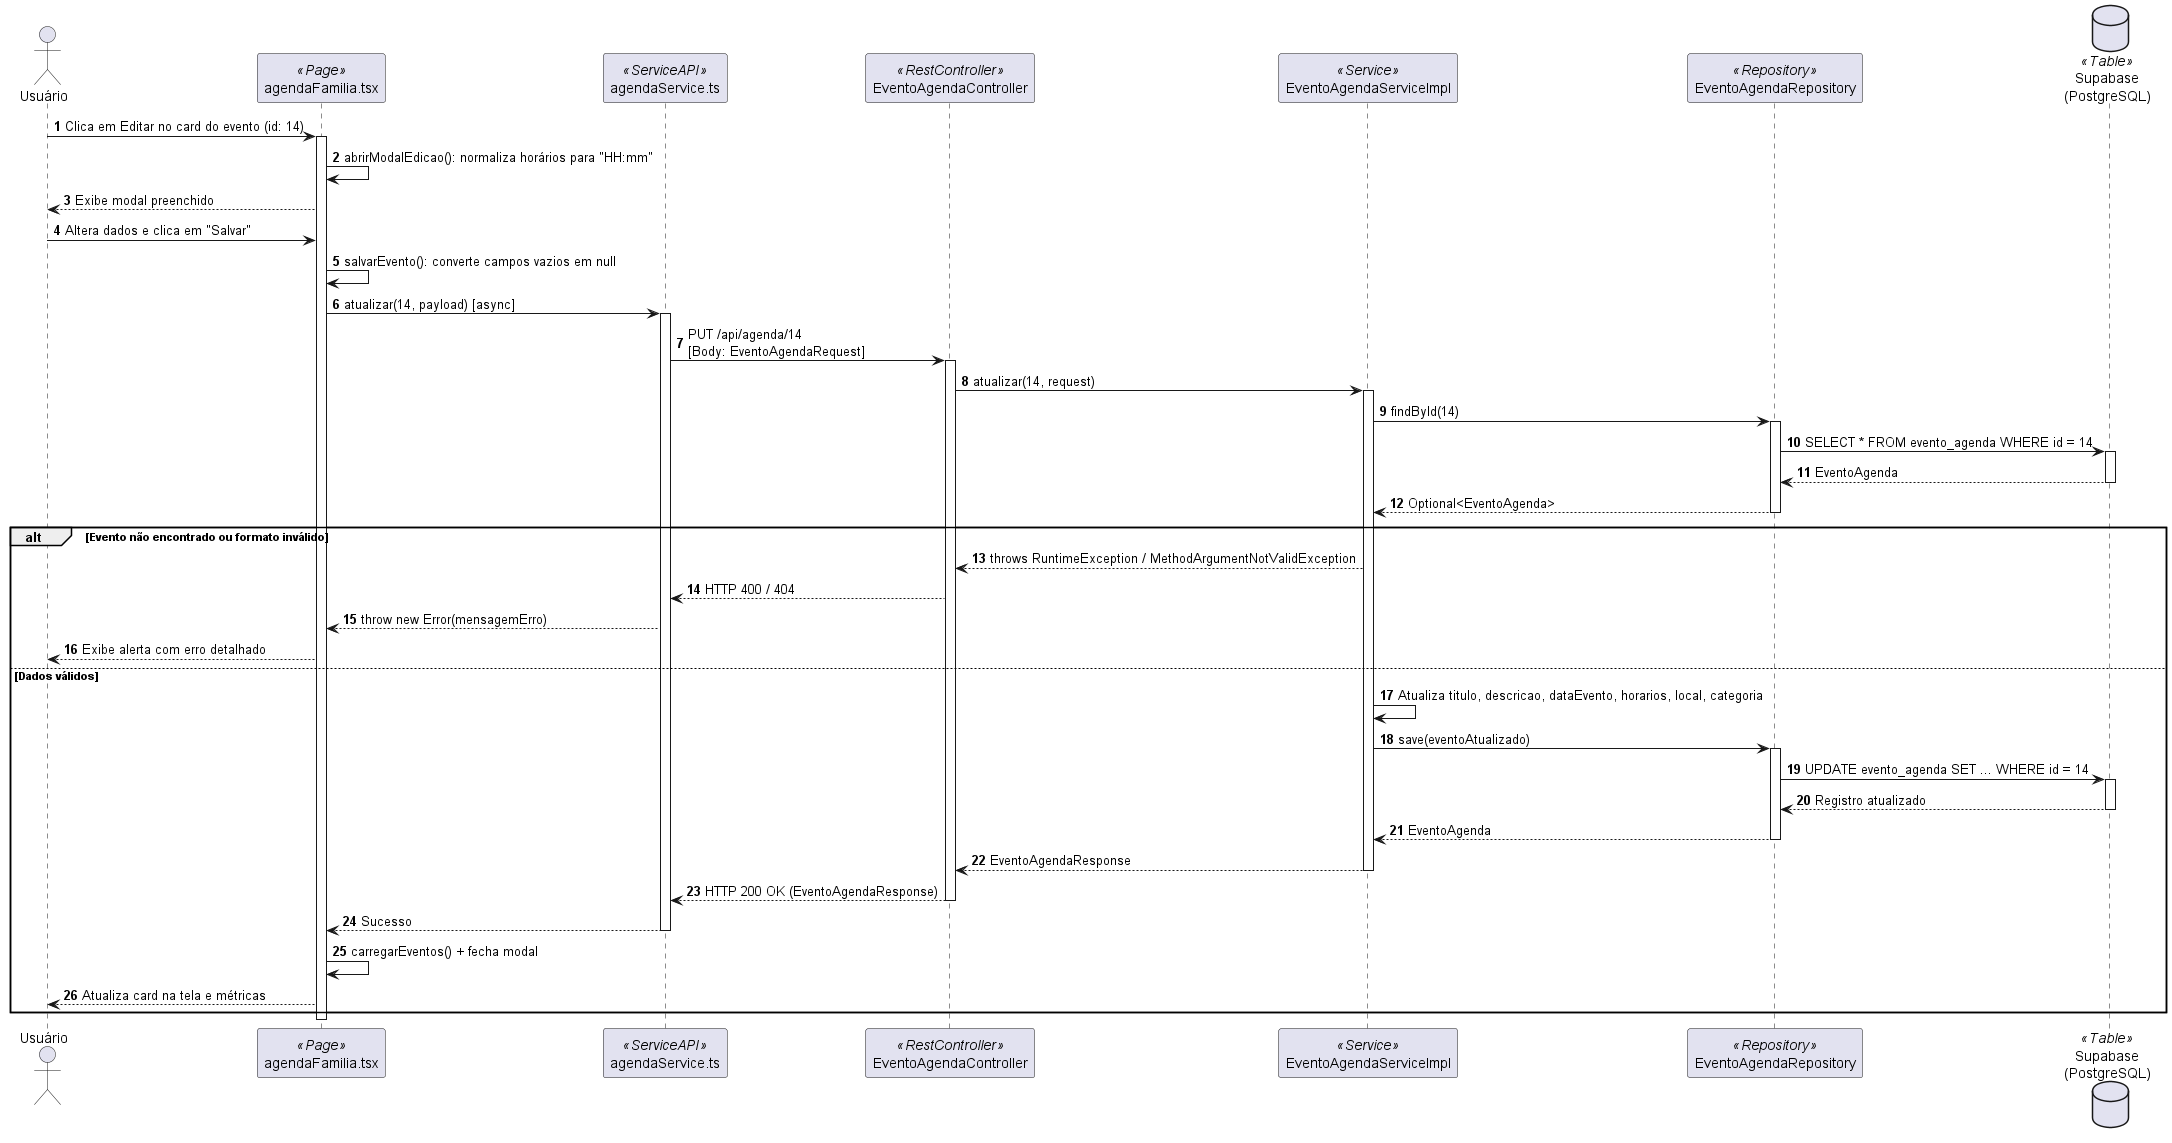 Usuário
«Page»
agendaFamilia.tsx
«ServiceAPI»
agendaService.ts
«RestController»
EventoAgendaController
«Service»
EventoAgendaServiceImpl
«Repository»
EventoAgendaRepository
«Table»
Supabase
(PostgreSQL)
1 Clica em Editar no card do evento (id: 14)
2 abrirModalEdicao(): normaliza horários para "HH:mm"
3 Exibe modal preenchido
4 Altera dados e clica em "Salvar"
5 salvarEvento(): converte campos vazios em null
6 atualizar(14, payload) [async]
7 PUT /api/agenda/14
[Body: EventoAgendaRequest]
8 atualizar(14, request)
9 findById(14)
10 SELECT * FROM evento_agenda WHERE id = 14
11 EventoAgenda
12 Optional<EventoAgenda>
alt [Evento não encontrado ou formato inválido]
13 throws RuntimeException / MethodArgumentNotValidException
14 HTTP 400 / 404
15 throw new Error(mensagemErro)
16 Exibe alerta com erro detalhado
[Dados válidos]
17 Atualiza titulo, descricao, dataEvento, horarios, local, categoria
18 save(eventoAtualizado)
19 UPDATE evento_agenda SET ... WHERE id = 14
20 Registro atualizado
21 EventoAgenda
22 EventoAgendaResponse
23 HTTP 200 OK (EventoAgendaResponse)
24 Sucesso
25 carregarEventos() + fecha modal
26 Atualiza card na tela e métricas
Usuário
«Page»
agendaFamilia.tsx
«ServiceAPI»
agendaService.ts
«RestController»
EventoAgendaController
«Service»
EventoAgendaServiceImpl
«Repository»
EventoAgendaRepository
«Table»
Supabase
(PostgreSQL)